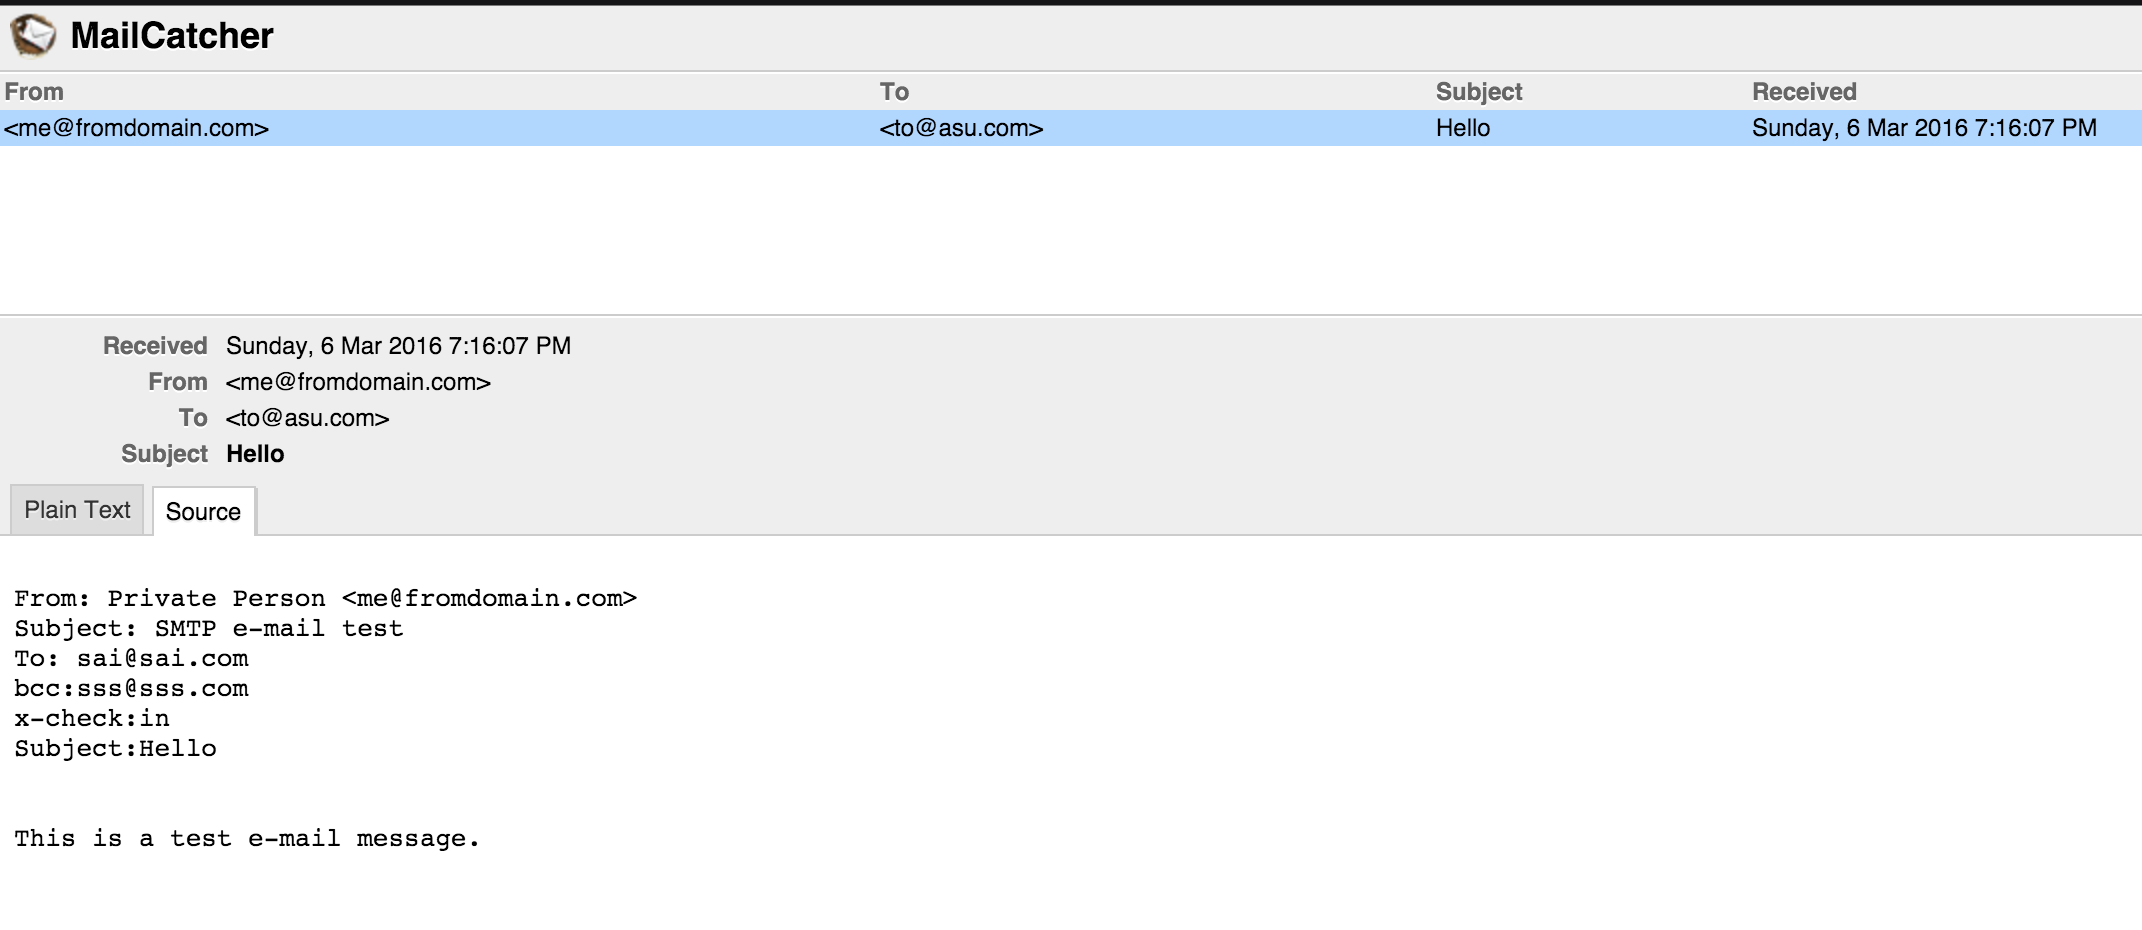 MailCatcher
From To Subject Received
<me@fromdomain.com> <to@asu.com> Hello Sunday, 6 Mar 2016 7:16:07 PM
Received Sunday, 6 Mar 2016 7:16:07 PM
From <me@fromdomain.com>
To <to@asu.com>
Subject Hello
Plain Text Source
From: Private Person <me@fromdomain.com>
Subject: SMTP e-mail test
To: sai@sai.com
bcc:sss@sss.com
x-check:in
Subject:Hello
This is a test e-mail message.